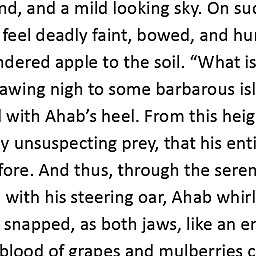 nd, and a mild looking sky. On su
feel deadly faint, bowed, and hu
ndered apple to the soil. “What is
awing nigh to some barbarous isl
with Ahab’s heel. From this heig
y unsuspecting prey, that his enti
fore. And thus, through the seren
with his steering oar, Ahab whirl
snapped, as both jaws, like an e
blood of grapes and mulberries c